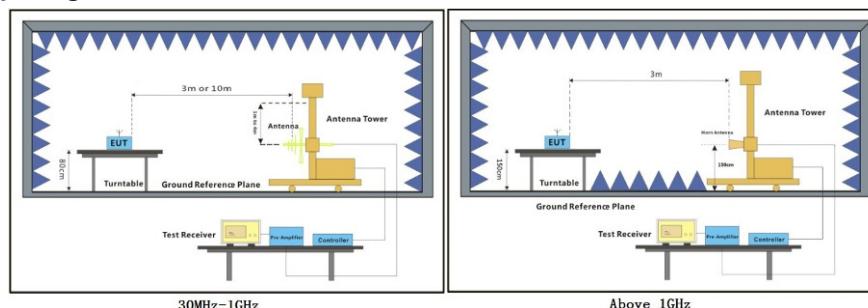 3m or 10m
Antenna
1m to 4m
Antenna Tower
EUT
80cm
Turntable
Ground Reference Plane
Test Receiver
Pre-Amplifier
Controller
30MHz-1GHz
3m
Antenna Tower
Horn Antenna
EUT
150cm
150cm
Turntable
Ground Reference Plane
Test Receiver
Pre-Amplifier
Controller
Above 1GHz